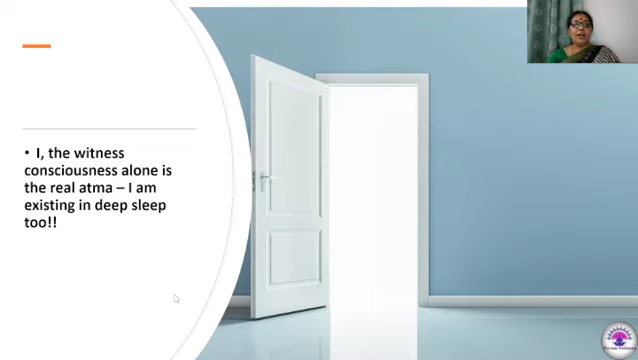 • I, the witness
consciousness alone is
the real atma – I am
existing in deep sleep
too!!